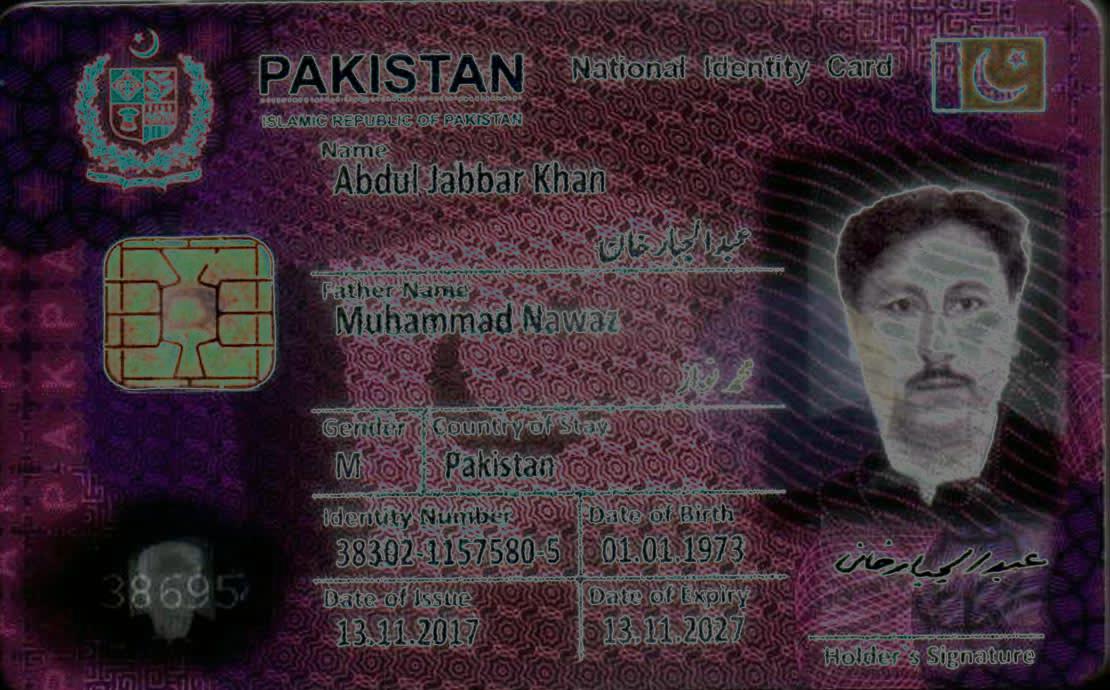 PAKISTAN
National Identity Card
ISLAMIC REPUBLIC OF PAKISTAN
Name
Abdul Jabbar Khan
عبدالجبار خان
Father Name
Muhammad Nawaz
محمد نواز
Gender Country of Stay
M Pakistan
Identity Number Date of Birth
38302-1157580-5 01.01.1973
Date of Issue Date of Expiry
13.11.2017 13.11.2027
عبدالجبار خان
Holder's Signature